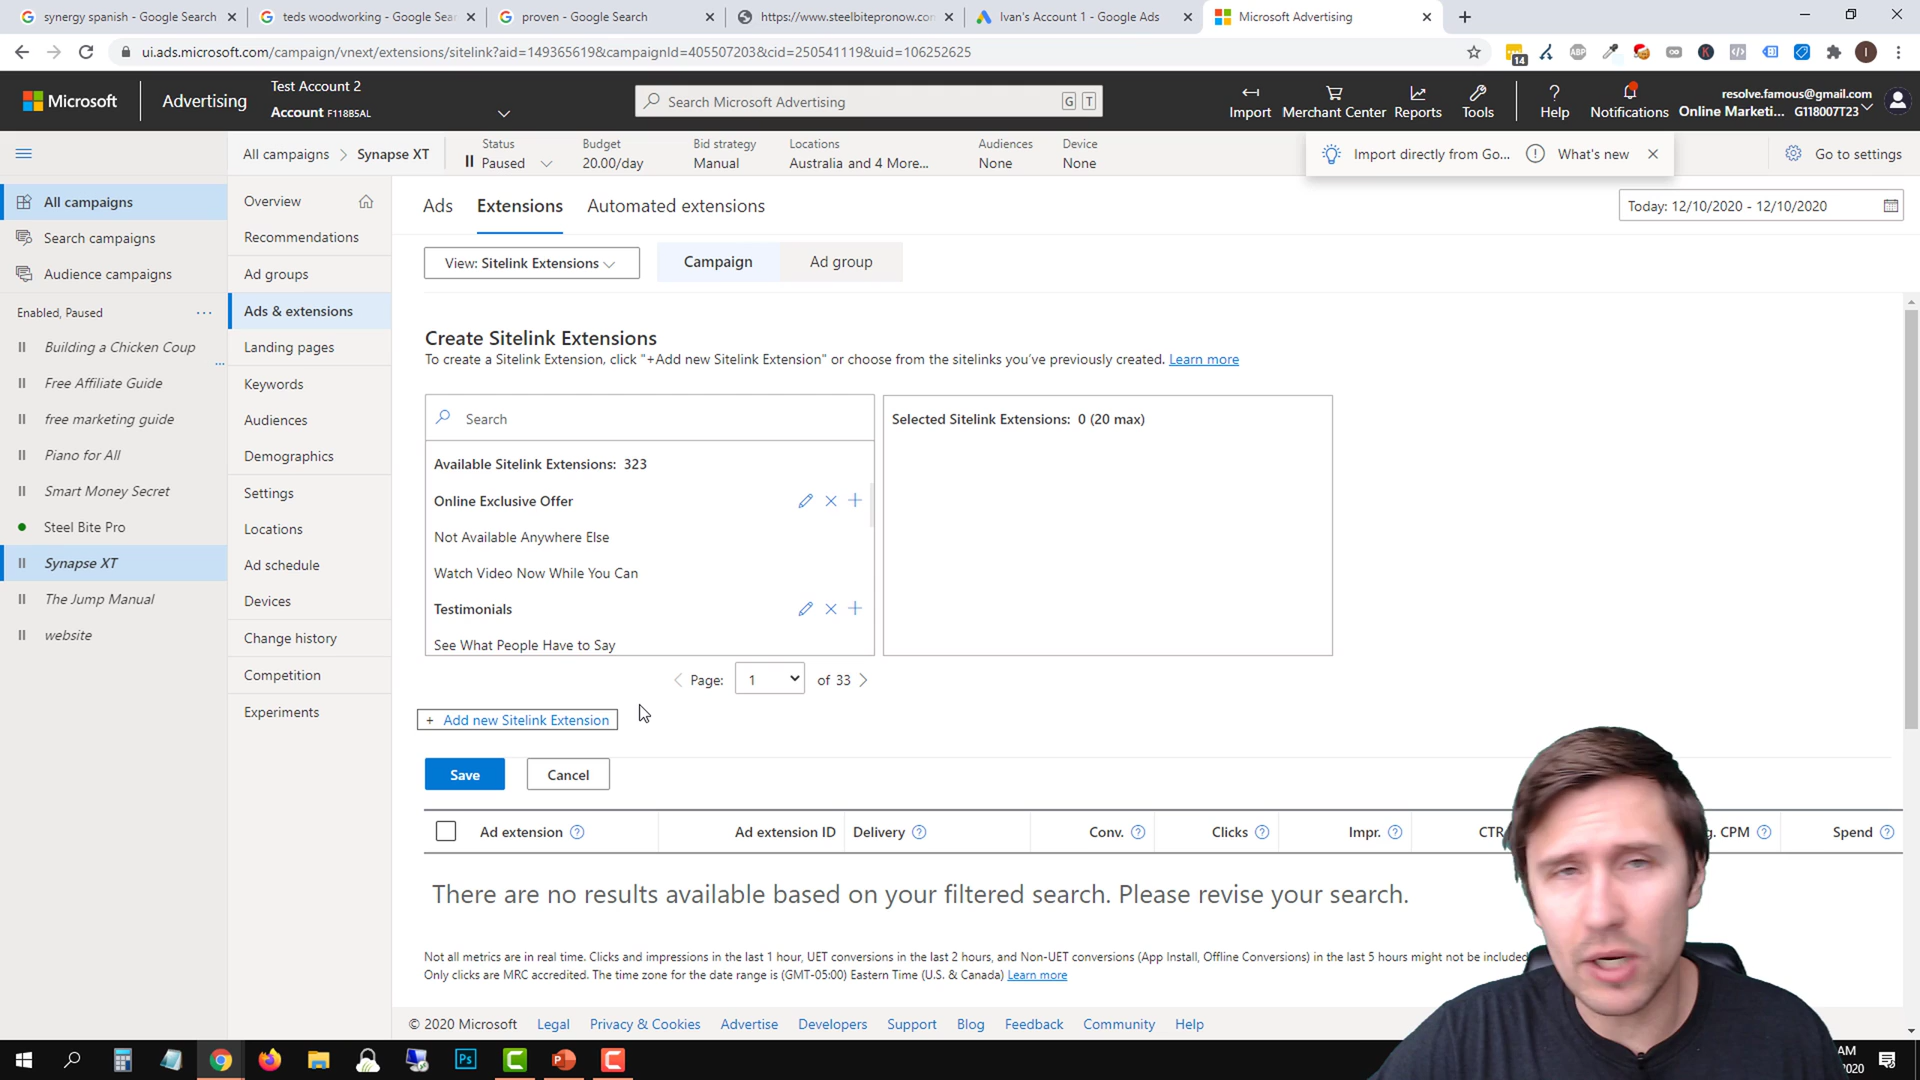 synergy spanish - Google Search
teds woodworking - Google Sear
proven - Google Search
https://www.steelbitepronow.con
Ivan's Account 1 - Google Ads
Microsoft Advertising
ui.ads.microsoft.com/campaign/vnext/extensions/sitelink?aid=149365619&campaignId=405507203&cid=250541119&uid=106252625
14
ABP
I
Microsoft
Advertising
Test Account 2
Account F118B5AL
Search Microsoft Advertising
G T
Import
Merchant Center
Reports
Tools
Help
Notifications
resolve.famous@gmail.com
Online Marketi... G118007T23
All campaigns > Synapse XT
Status
Paused
Budget
20.00/day
Bid strategy
Manual
Locations
Australia and 4 More...
Audiences
None
Device
None
Import directly from Go...
What's new
Go to settings
All campaigns
Search campaigns
Audience campaigns
Enabled, Paused
Building a Chicken Coup
Free Affiliate Guide
free marketing guide
Piano for All
Smart Money Secret
Steel Bite Pro
Synapse XT
The Jump Manual
website
Overview
Recommendations
Ad groups
Ads & extensions
Landing pages
Keywords
Audiences
Demographics
Settings
Locations
Ad schedule
Devices
Change history
Competition
Experiments
Ads
Extensions
Automated extensions
Today: 12/10/2020 - 12/10/2020
View: Sitelink Extensions
Campaign
Ad group
Create Sitelink Extensions
To create a Sitelink Extension, click "+Add new Sitelink Extension" or choose from the sitelinks you've previously created. Learn more
Search
Available Sitelink Extensions: 323
Online Exclusive Offer
Not Available Anywhere Else
Watch Video Now While You Can
Testimonials
See What People Have to Say
Selected Sitelink Extensions: 0 (20 max)
Page: 1 of 33
+ Add new Sitelink Extension
Save
Cancel
Ad extension
Ad extension ID
Delivery
Conv.
Clicks
Impr.
CTR
g. CPM
Spend
There are no results available based on your filtered search. Please revise your search.
Not all metrics are in real time. Clicks and impressions in the last 1 hour, UET conversions in the last 2 hours, and Non-UET conversions (App Install, Offline Conversions) in the last 5 hours might not be included
Only clicks are MRC accredited. The time zone for the date range is (GMT-05:00) Eastern Time (U.S. & Canada) Learn more
© 2020 Microsoft
Legal
Privacy & Cookies
Advertise
Developers
Support
Blog
Feedback
Community
Help
Ps
AM
2020